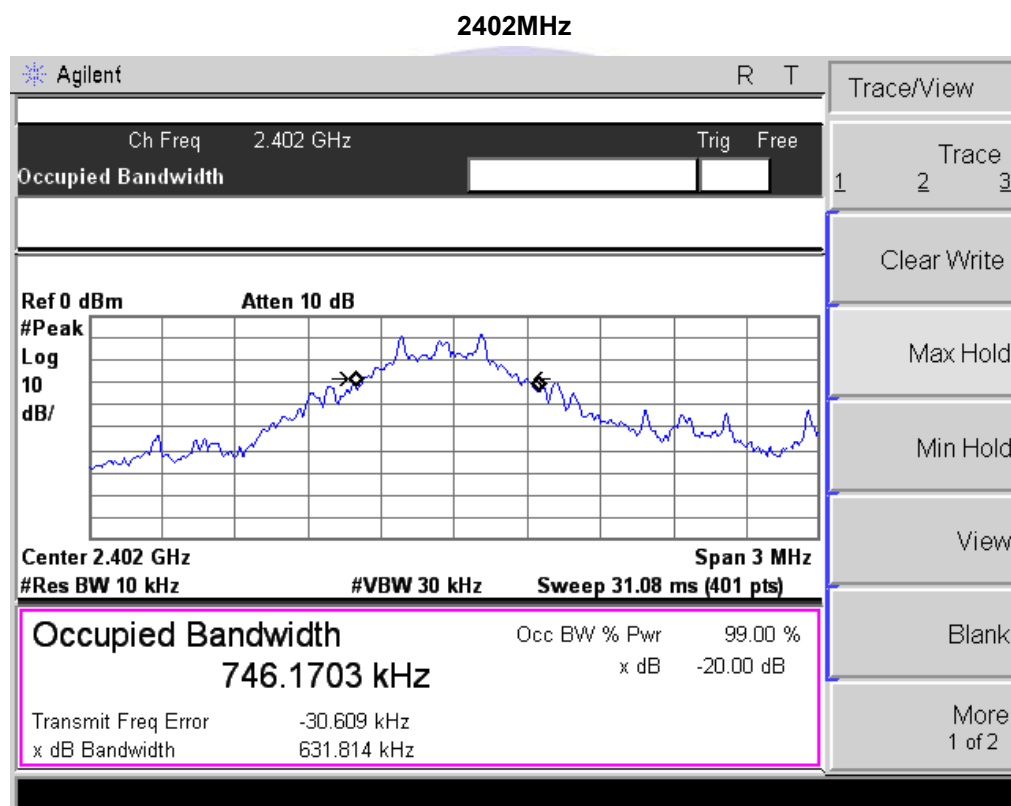 2402MHz
Agilent
R T
Trace/View
Ch Freq 2.402 GHz
Trig Free
Occupied Bandwidth
Trace
1 2 3
Clear Write
Max Hold
Min Hold
View
Blank
More
1 of 2
Ref 0 dBm
Atten 10 dB
#Peak
Log
10
dB/
Center 2.402 GHz
Span 3 MHz
#Res BW 10 kHz
#VBW 30 kHz
Sweep 31.08 ms (401 pts)
Occupied Bandwidth
746.1703 kHz
Occ BW % Pwr 99.00 %
x dB -20.00 dB
Transmit Freq Error -30.609 kHz
x dB Bandwidth 631.814 kHz